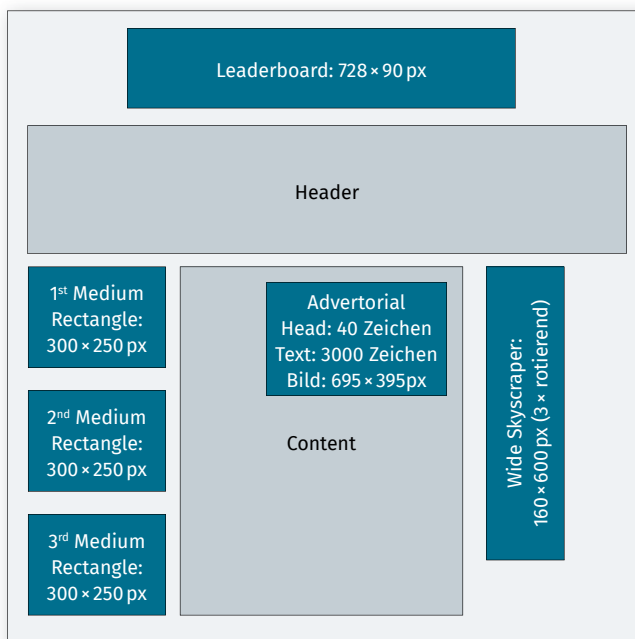 Leaderboard: 728 × 90 px
Header
1st Medium
Rectangle:
300 × 250 px
2nd Medium
Rectangle:
300 × 250 px
3rd Medium
Rectangle:
300 × 250 px
Advertorial
Head: 40 Zeichen
Text: 3000 Zeichen
Bild: 695 × 395px
Content
Wide Skyscraper:
160 × 600 px (3 × rotierend)